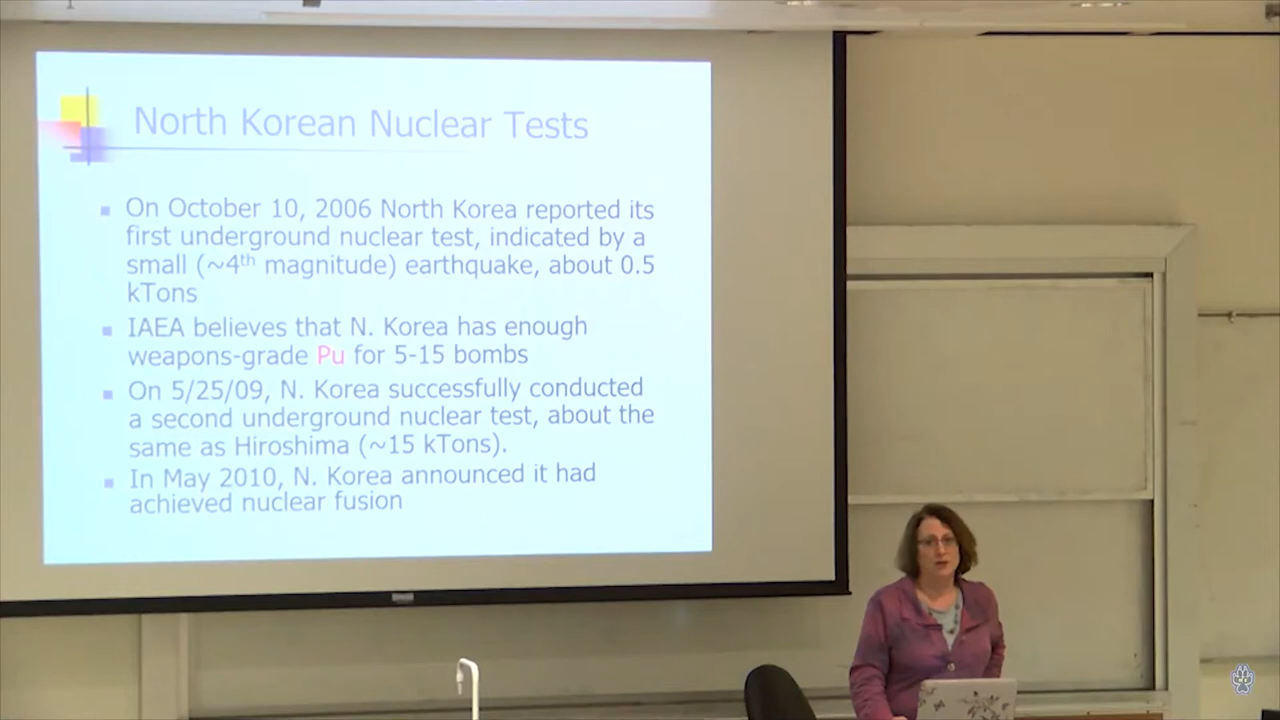 North Korean Nuclear Tests
On October 10, 2006 North Korea reported its
first underground nuclear test, indicated by a
small (~4th magnitude) earthquake, about 0.5
kTons
IAEA believes that N. Korea has enough
weapons-grade Pu for 5-15 bombs
On 5/25/09, N. Korea successfully conducted
a second underground nuclear test, about the
same as Hiroshima (~15 kTons).
In May 2010, N. Korea announced it had
achieved nuclear fusion